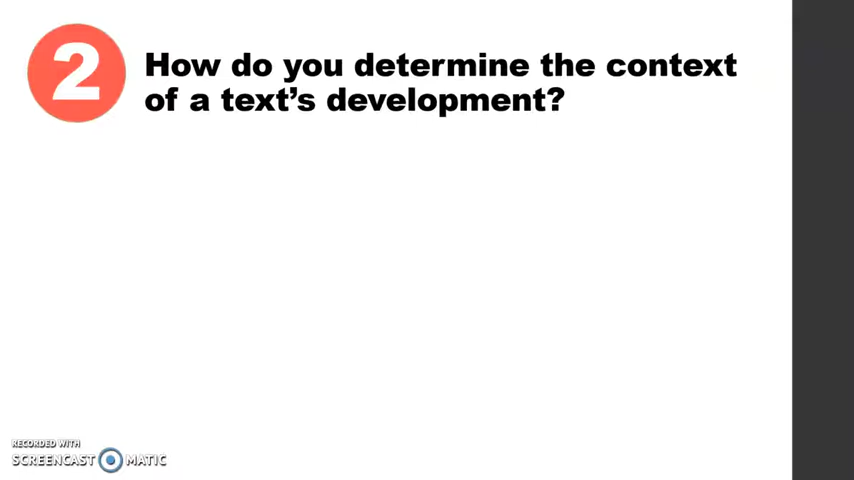 2
How do you determine the context
of a text’s development?
RECORDED WITH
SCREENCAST MATIC